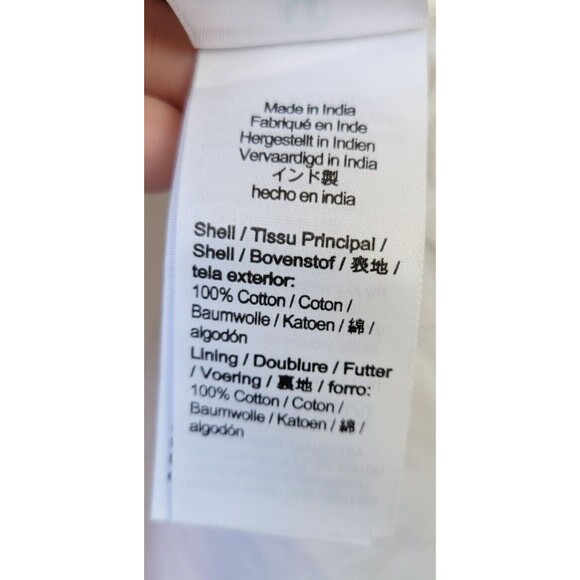 Made in India
Fabriqué en Inde
Hergestellt in Indien
Vervaardigd in India
インド製
hecho en india
Shell / Tissu Principal /
Shell / Bovenstof / 表地 /
tela exterior:
100% Cotton / Coton /
Baumwolle / Katoen / 綿 /
algodón
Lining / Doublure / Futter
/ Voering / 裏地 / forro:
100% Cotton / Coton /
Baumwolle / Katoen / 綿 /
algodón